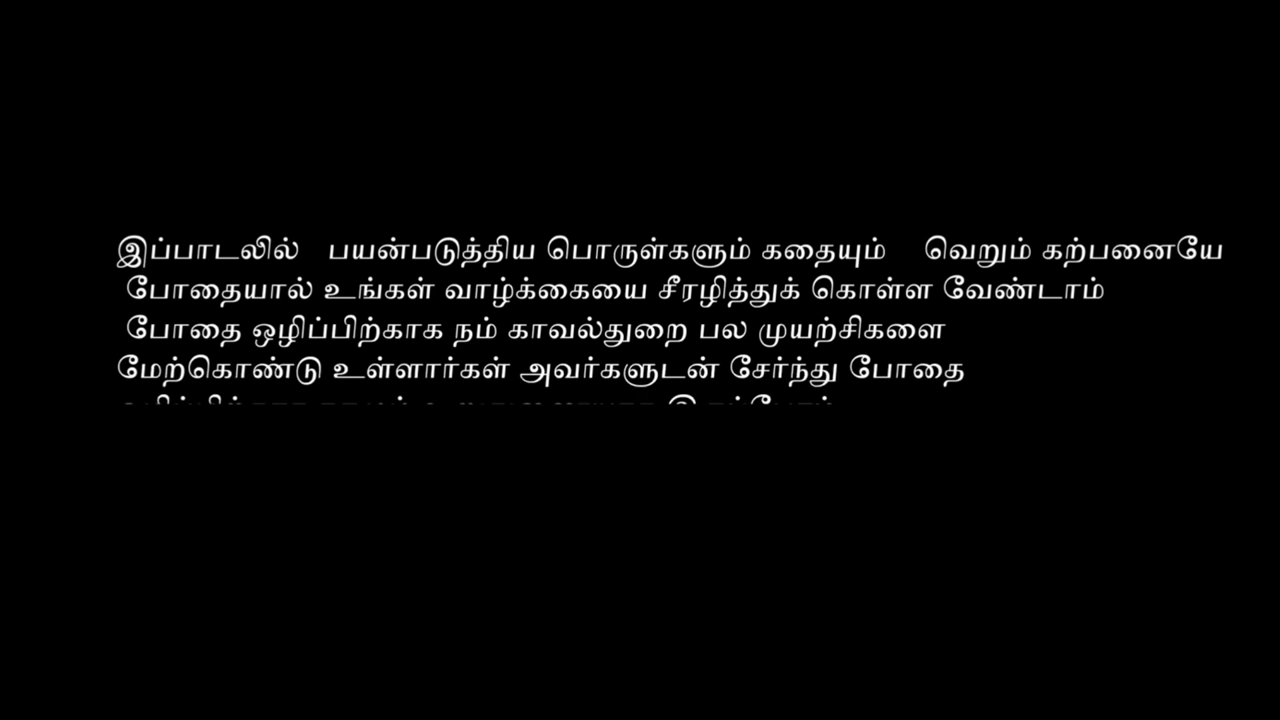 இப்பாடலில் பயன்படுத்திய பொருள்களும் கதையும் வெறும் கற்பனையே
போதையால் உங்கள் வாழ்க்கையை சீரழித்துக் கொள்ள வேண்டாம்
போதை ஒழிப்பிற்காக நம் காவல்துறை பல முயற்சிகளை
மேற்கொண்டு உள்ளார்கள் அவர்களுடன் சேர்ந்து போதை